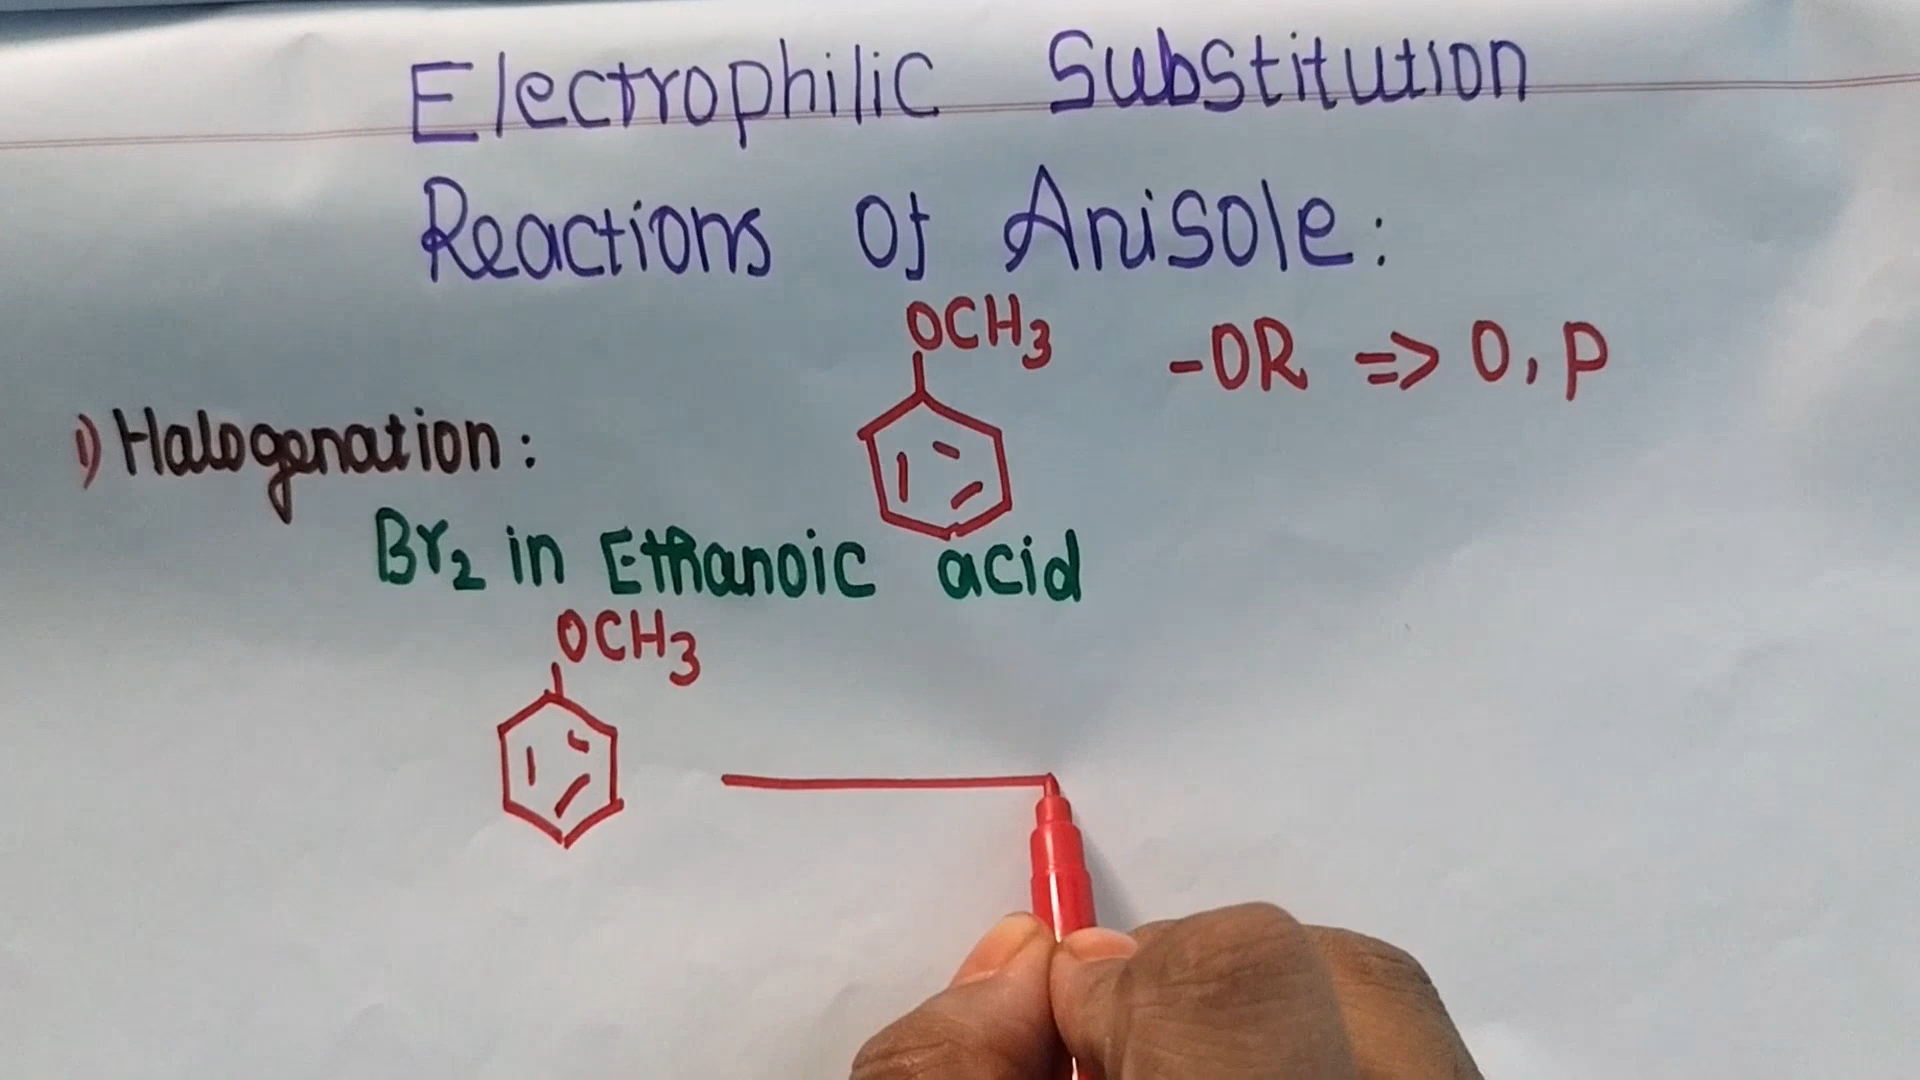 Electrophilic Substitution
Reactions of Anisole:
OCH3
-OR => O, P
1) Halogenation:
Br2 in Ethanoic acid
OCH3